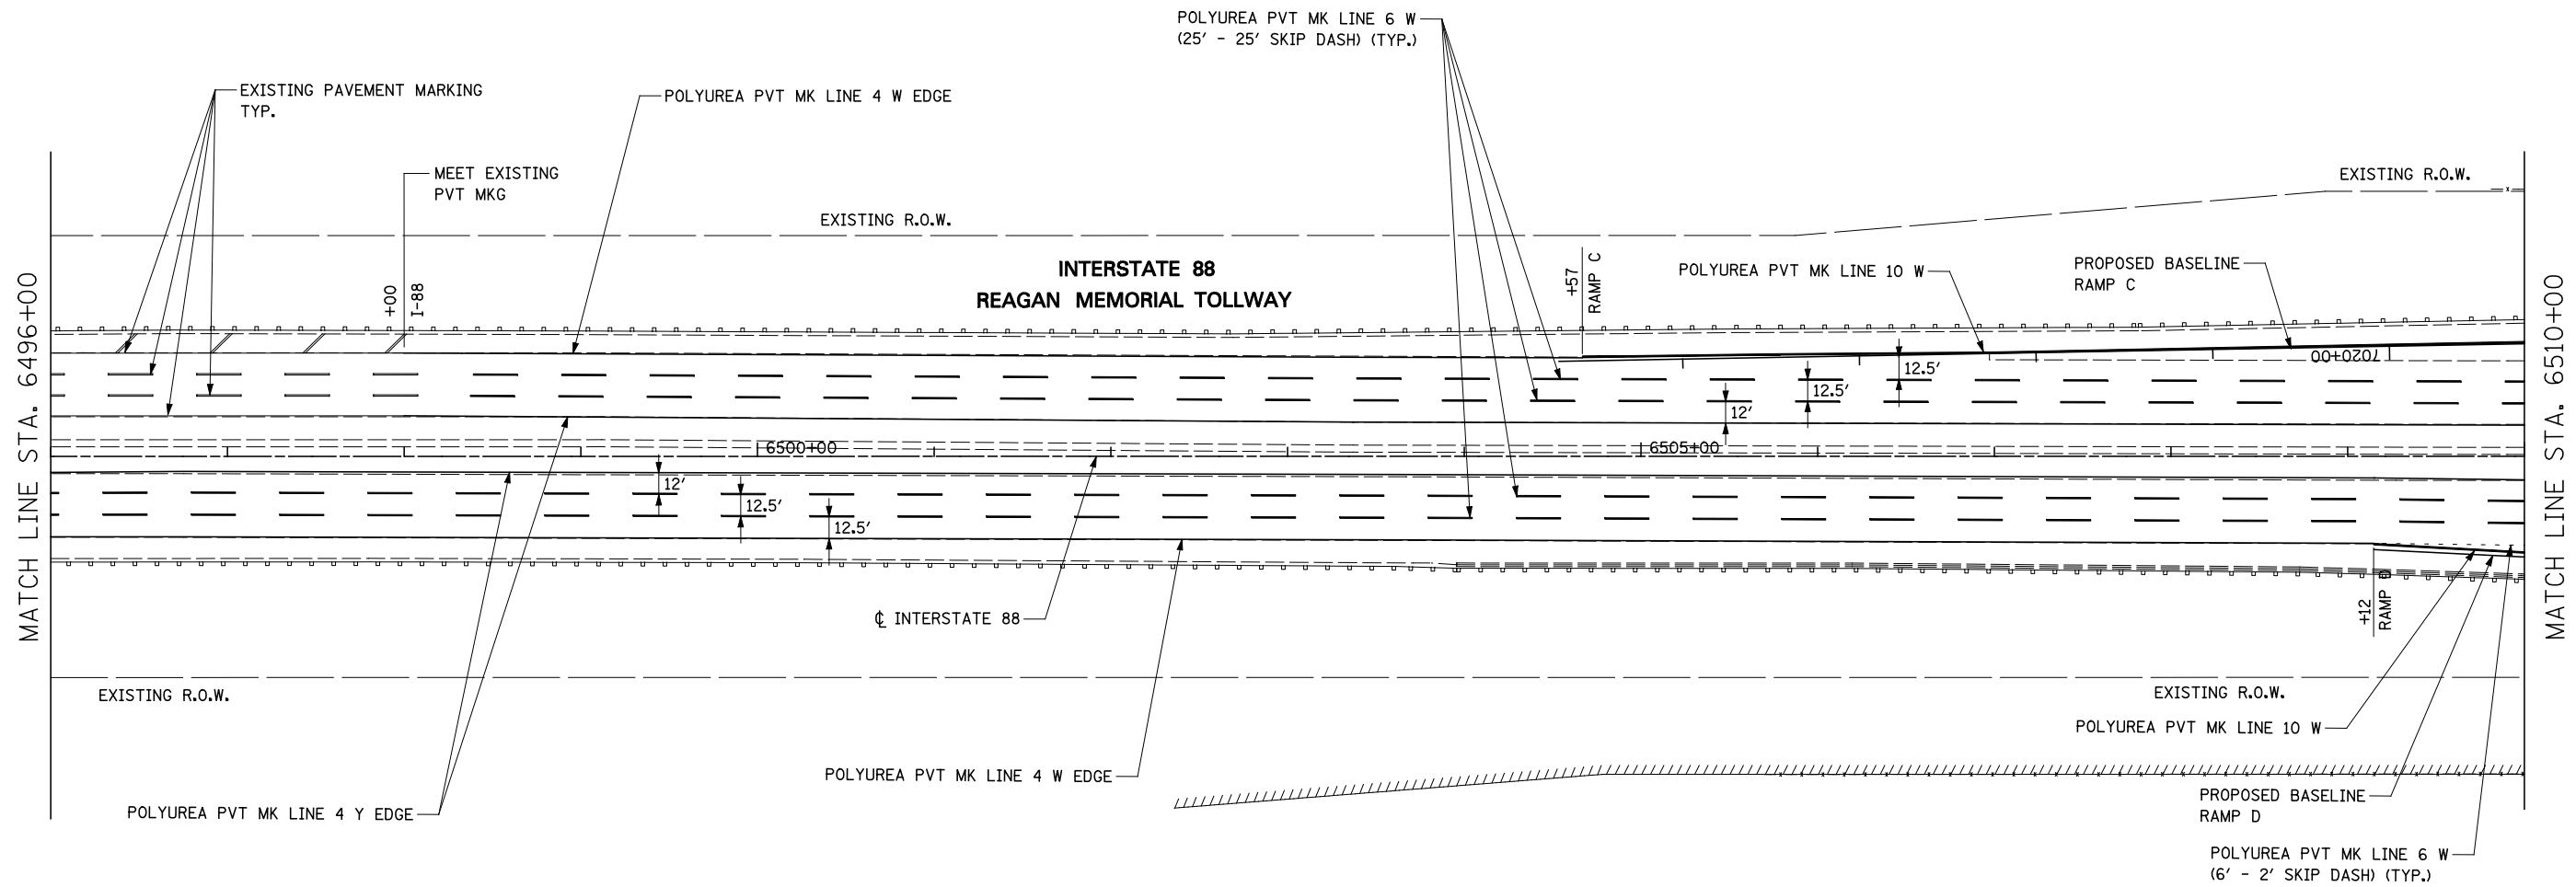 POLYUREA PVT MK LINE 6 W
(25' - 25' SKIP DASH) (TYP.)
EXISTING PAVEMENT MARKING
TYP.
POLYUREA PVT MK LINE 4 W EDGE
MEET EXISTING
PVT MKG
EXISTING R.O.W.
EXISTING R.O.W.
INTERSTATE 88
REAGAN MEMORIAL TOLLWAY
+00
I-88
+57
RAMP C
POLYUREA PVT MK LINE 10 W
PROPOSED BASELINE
RAMP C
MATCH LINE STA. 6496+00
MATCH LINE STA. 6510+00
7020+00
12.5'
12.5'
12'
6500+00
6505+00
12'
12.5'
12.5'
℄ INTERSTATE 88
+12
RAMP D
EXISTING R.O.W.
EXISTING R.O.W.
POLYUREA PVT MK LINE 10 W
POLYUREA PVT MK LINE 4 W EDGE
POLYUREA PVT MK LINE 4 Y EDGE
PROPOSED BASELINE
RAMP D
POLYUREA PVT MK LINE 6 W
(6' - 2' SKIP DASH) (TYP.)